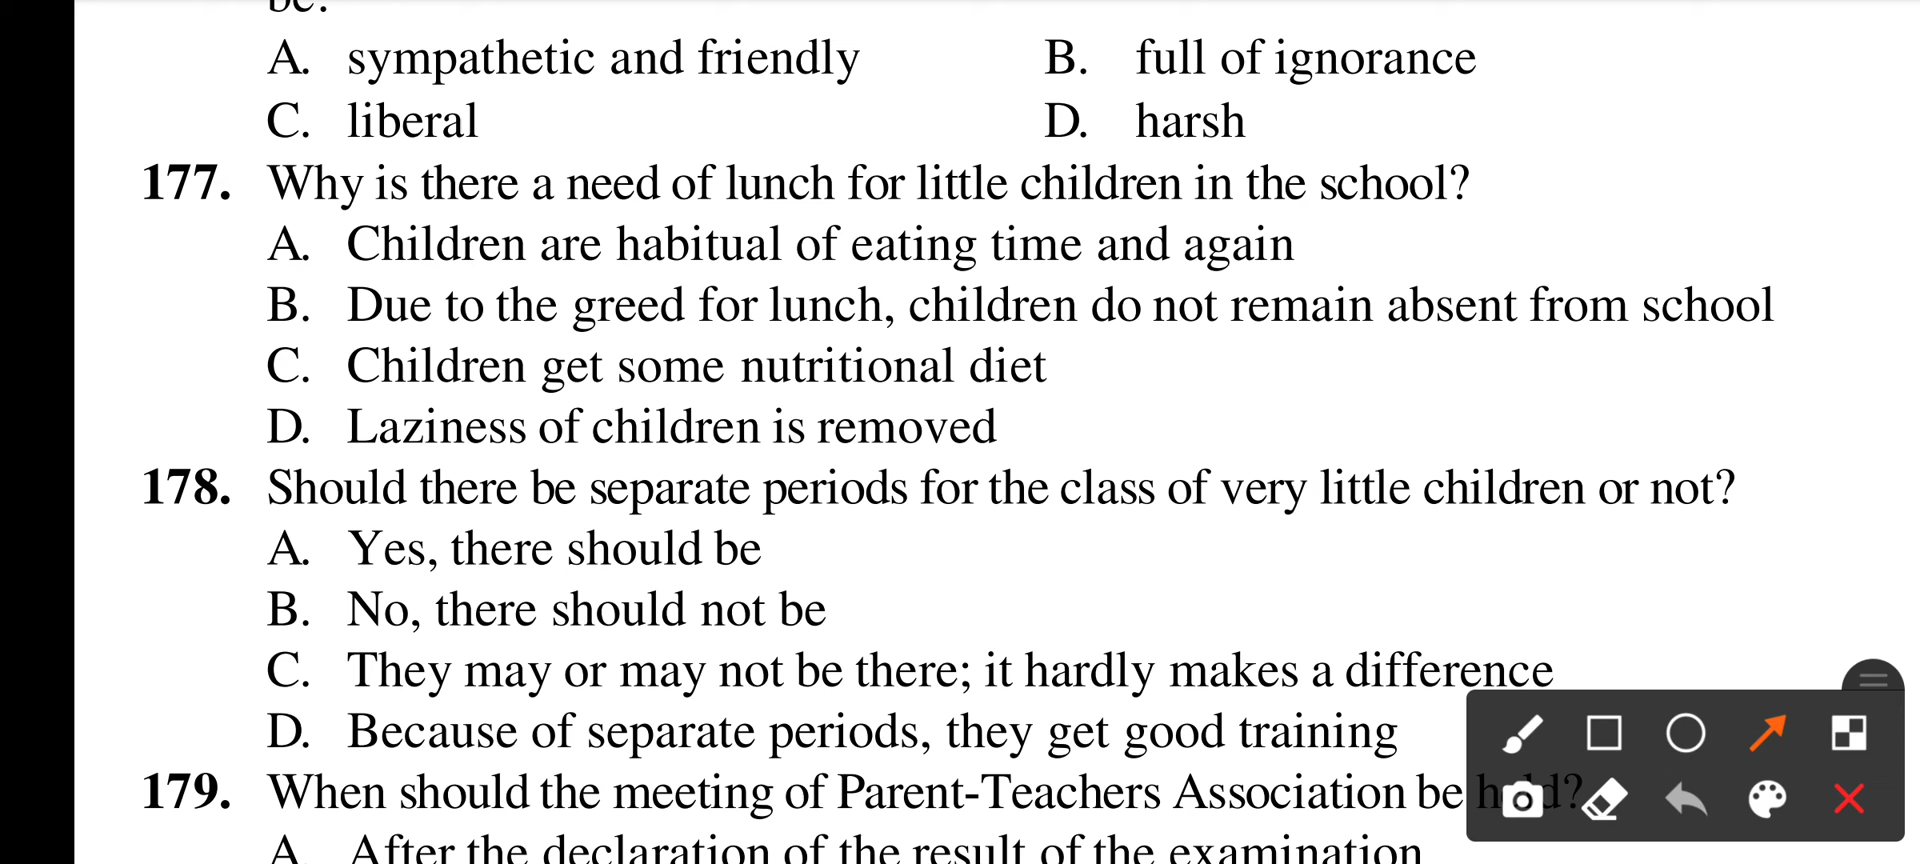 A. sympathetic and friendly B. full of ignorance
C. liberal D. harsh
177. Why is there a need of lunch for little children in the school?
A. Children are habitual of eating time and again
B. Due to the greed for lunch, children do not remain absent from school
C. Children get some nutritional diet
D. Laziness of children is removed
178. Should there be separate periods for the class of very little children or not?
A. Yes, there should be
B. No, there should not be
C. They may or may not be there; it hardly makes a difference
D. Because of separate periods, they get good training
179. When should the meeting of Parent-Teachers Association be held?
A After the declaration of the result of the examination